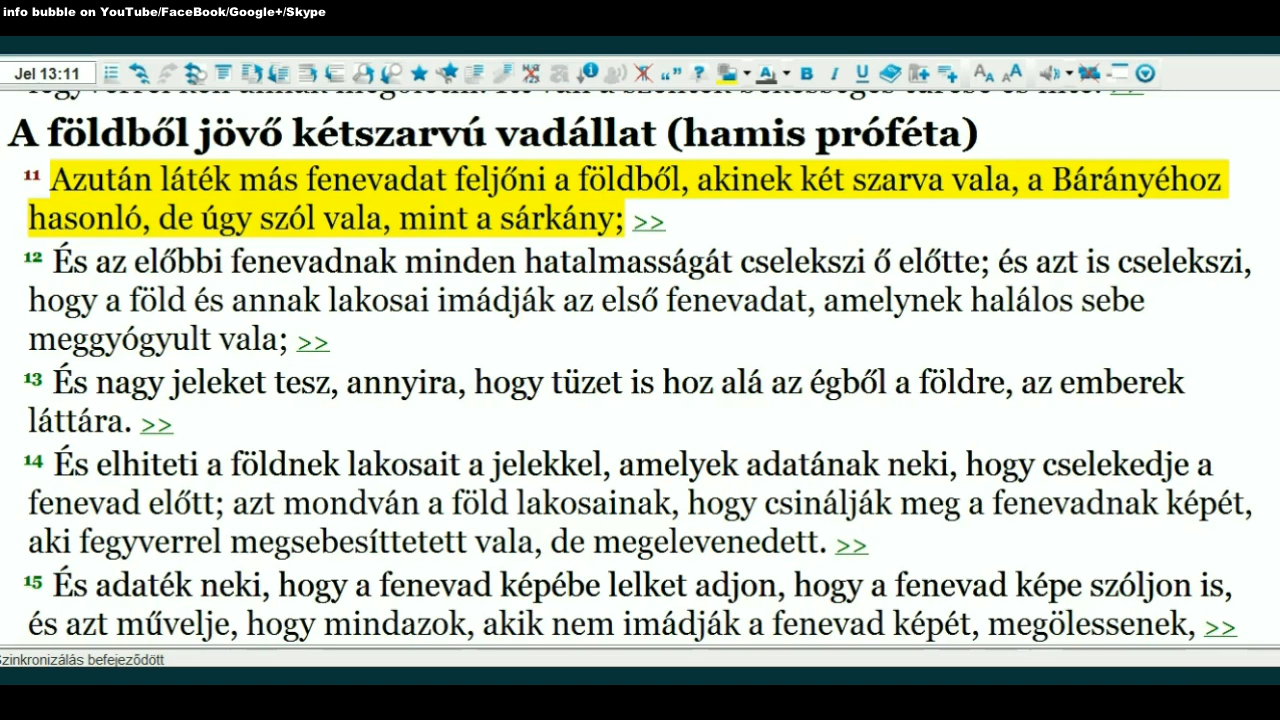 info bubble on YouTube/FaceBook/Google+/Skype
Jel 13:11
A földből jövő kétszarvú vadállat (hamis próféta)
11 Azután láték más fenevadat feljőni a földből, akinek két szarva vala, a Bárányéhoz
hasonló, de úgy szól vala, mint a sárkány; >>
12 És az előbbi fenevadnak minden hatalmasságát cselekszi ő előtte; és azt is cselekszi,
hogy a föld és annak lakosai imádják az első fenevadat, amelynek halálos sebe
meggyógyult vala; >>
13 És nagy jeleket tesz, annyira, hogy tüzet is hoz alá az égből a földre, az emberek
láttára. >>
14 És elhiteti a földnek lakosait a jelekkel, amelyek adatának neki, hogy cselekedje a
fenevad előtt; azt mondván a föld lakosainak, hogy csinálják meg a fenevadnak képét,
aki fegyverrel megsebesíttetett vala, de megelevenedett. >>
15 És adaték neki, hogy a fenevad képébe lelket adjon, hogy a fenevad képe szóljon is,
és azt művelje, hogy mindazok, akik nem imádják a fenevad képét, megölessenek, >>
Szinkronizálás befejeződött